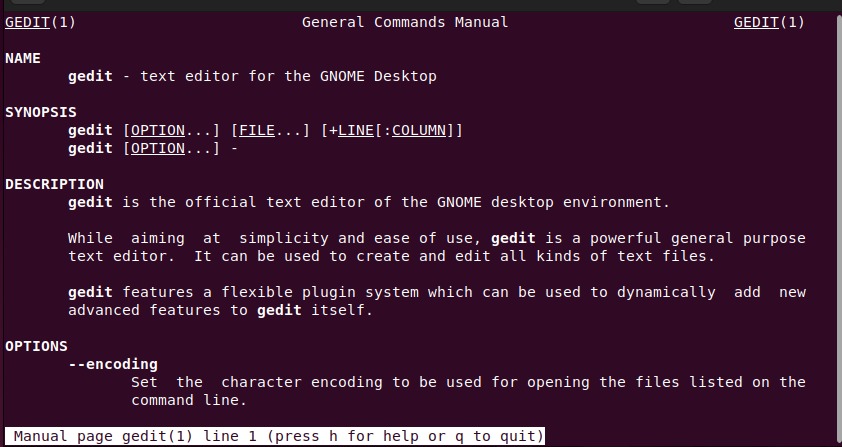 GEDIT(1) General Commands Manual GEDIT(1)
NAME
gedit - text editor for the GNOME Desktop
SYNOPSIS
gedit [OPTION...] [FILE...] [+LINE[:COLUMN]]
gedit [OPTION...] -
DESCRIPTION
gedit is the official text editor of the GNOME desktop environment.
While aiming at simplicity and ease of use, gedit is a powerful general purpose
text editor. It can be used to create and edit all kinds of text files.
gedit features a flexible plugin system which can be used to dynamically add new
advanced features to gedit itself.
OPTIONS
--encoding
Set the character encoding to be used for opening the files listed on the
command line.
Manual page gedit(1) line 1 (press h for help or q to quit)